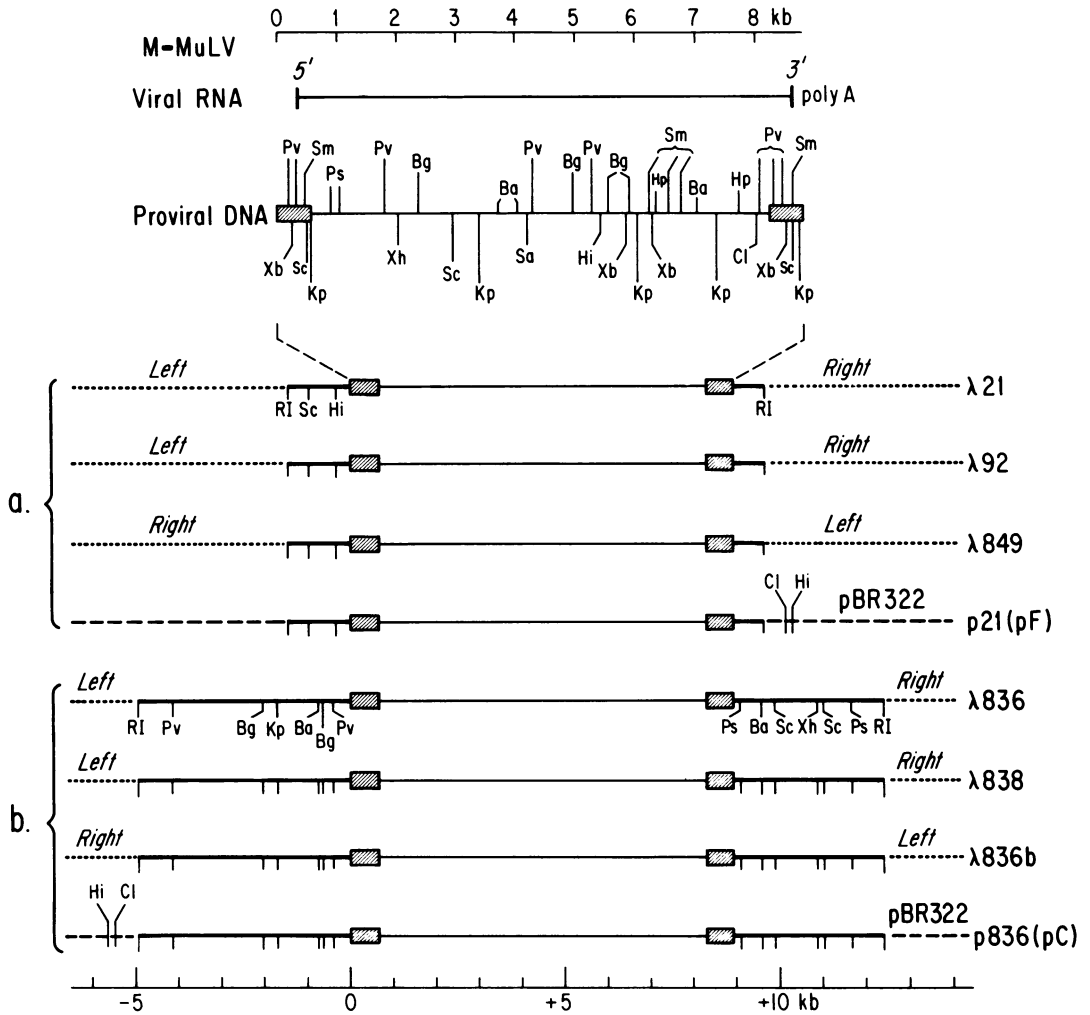 0 1 2 3 4 5 6 7 8 kb
M-MuLV
5' 3'
Viral RNA poly A
Pv Sm Ps Pv Bg Ba Pv Bg Pv Bg Sm Hp Ba Hp Pv Sm
Proviral DNA
Xb Sc Kp Xh Sc Kp Sa Hi Xb Kp Xb Kp Cl Xb Sc Kp
a.
Left Right λ21
RI Sc Hi RI
Left Right λ92
Right Left λ849
Cl Hi pBR322
p21(pF)
b.
Left Right λ836
RI Pv Bg Kp Ba Bg Pv Ps Ba Sc Xh Sc Ps RI
Left Right λ838
Right Left λ836b
Hi Cl pBR322
p836(pC)
-5 0 +5 +10 kb